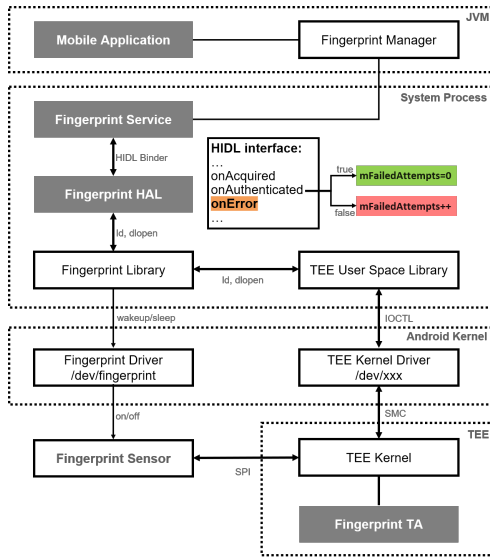 JVM
Mobile Application
Fingerprint Manager
System Process
Fingerprint Service
HIDL Binder
Fingerprint HAL
HIDL interface:
...
onAcquired
onAuthenticated
onError
...
true
mFailedAttempts=0
false
mFailedAttempts++
ld, dlopen
Fingerprint Library
ld, dlopen
TEE User Space Library
wakeup/sleep
IOCTL
Android Kernel
Fingerprint Driver
/dev/fingerprint
TEE Kernel Driver
/dev/xxx
on/off
SMC
TEE
Fingerprint Sensor
SPI
TEE Kernel
Fingerprint TA